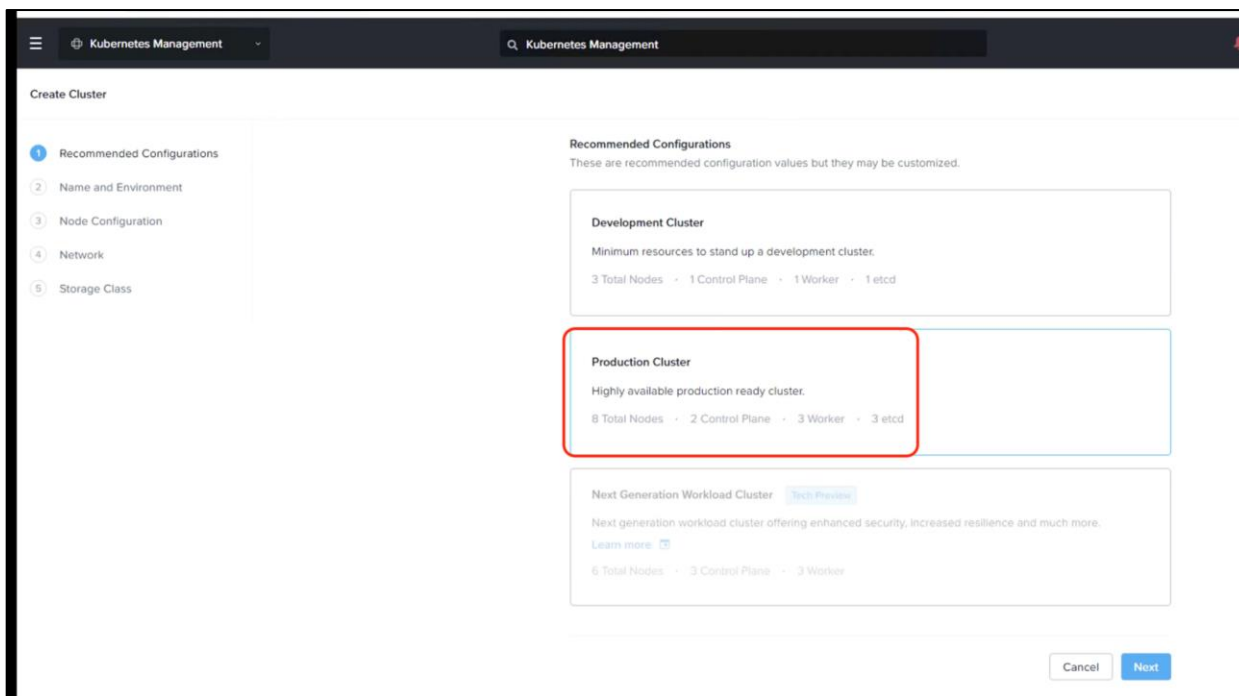 Kubernetes Management
Kubernetes Management
Create Cluster
1 Recommended Configurations
2 Name and Environment
3 Node Configuration
4 Network
5 Storage Class
Recommended Configurations
These are recommended configuration values but they may be customized.
Development Cluster
Minimum resources to stand up a development cluster.
3 Total Nodes · 1 Control Plane · 1 Worker · 1 etcd
Production Cluster
Highly available production ready cluster.
8 Total Nodes · 2 Control Plane · 3 Worker · 3 etcd
Next Generation Workload Cluster Tech Preview
Next generation workload cluster offering enhanced security, increased resilience and much more.
Learn more
6 Total Nodes · 3 Control Plane · 3 Worker
Cancel Next